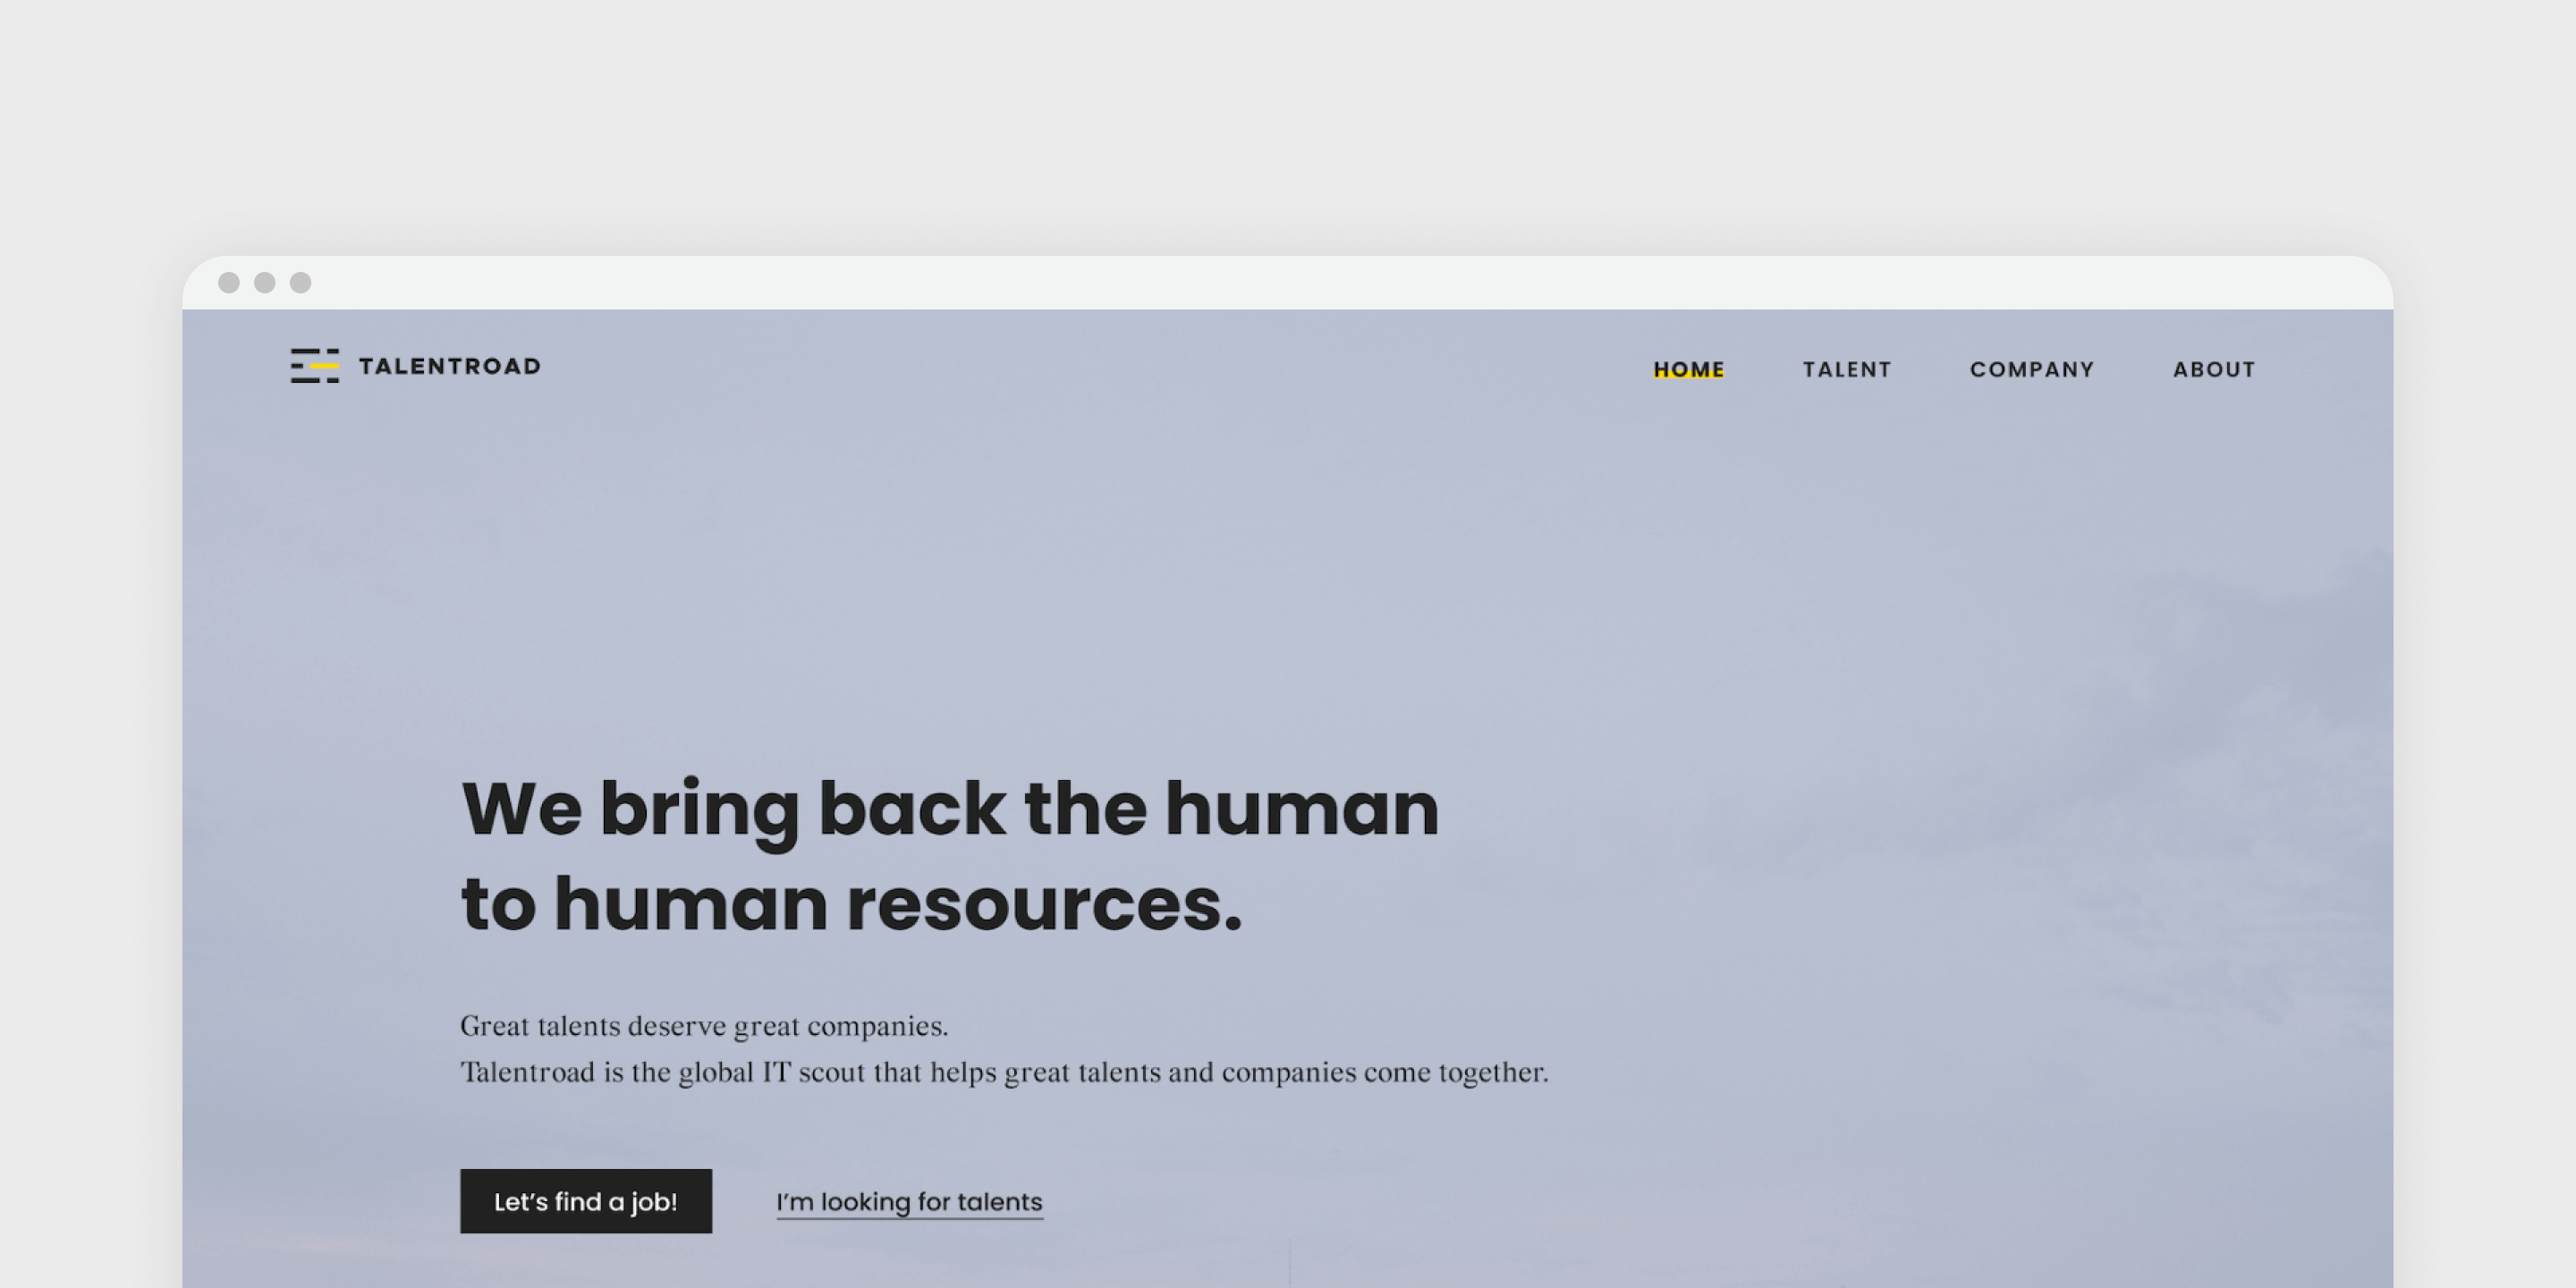 TALENTROAD
HOME TALENT COMPANY ABOUT
We bring back the human
to human resources.
Great talents deserve great companies.
Talentroad is the global IT scout that helps great talents and companies come together.
Let’s find a job! I’m looking for talents